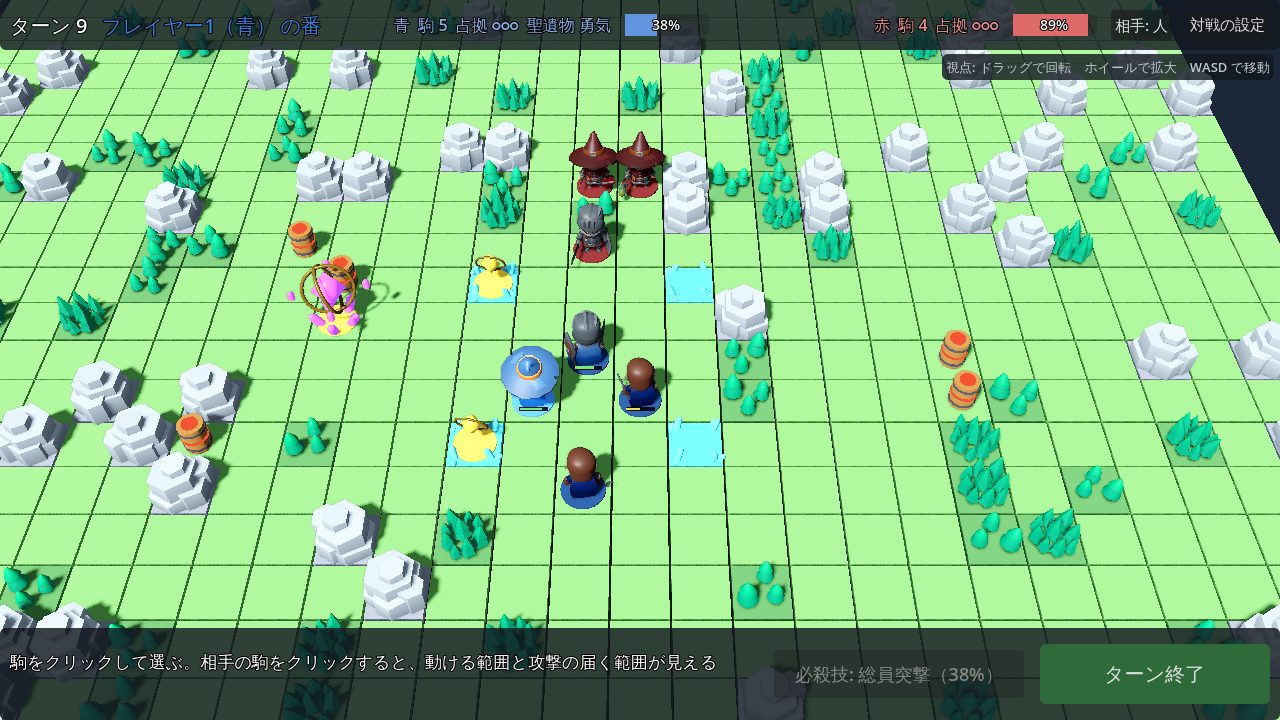 ターン 9 プレイヤー1（青） の番 青 駒 5 占拠 ○○○ 聖遺物 勇気 38% 赤 駒 4 占拠 ○○○ 89% 相手: 人 対戦の設定
視点: ドラッグで回転 ホイールで拡大 WASD で移動
駒をクリックして選ぶ。相手の駒をクリックすると、動ける範囲と攻撃の届く範囲が見える
必殺技: 総員突撃（38%） ターン終了